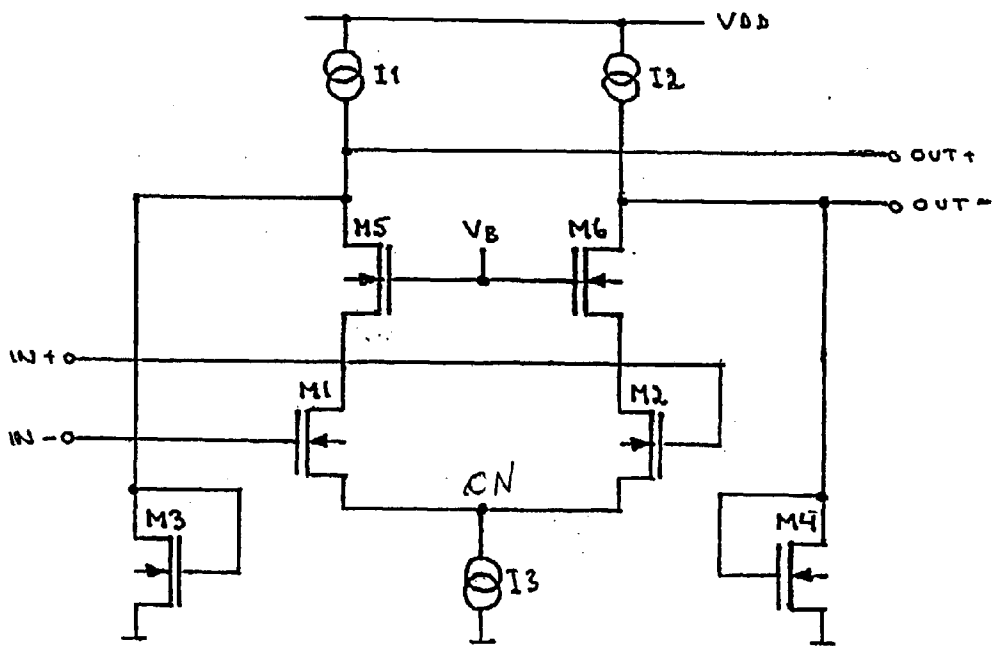 VDD
I1
I2
OUT+
OUT-
M5
VB
M6
IN+
M1
M2
IN-
CN
M3
M4
I3